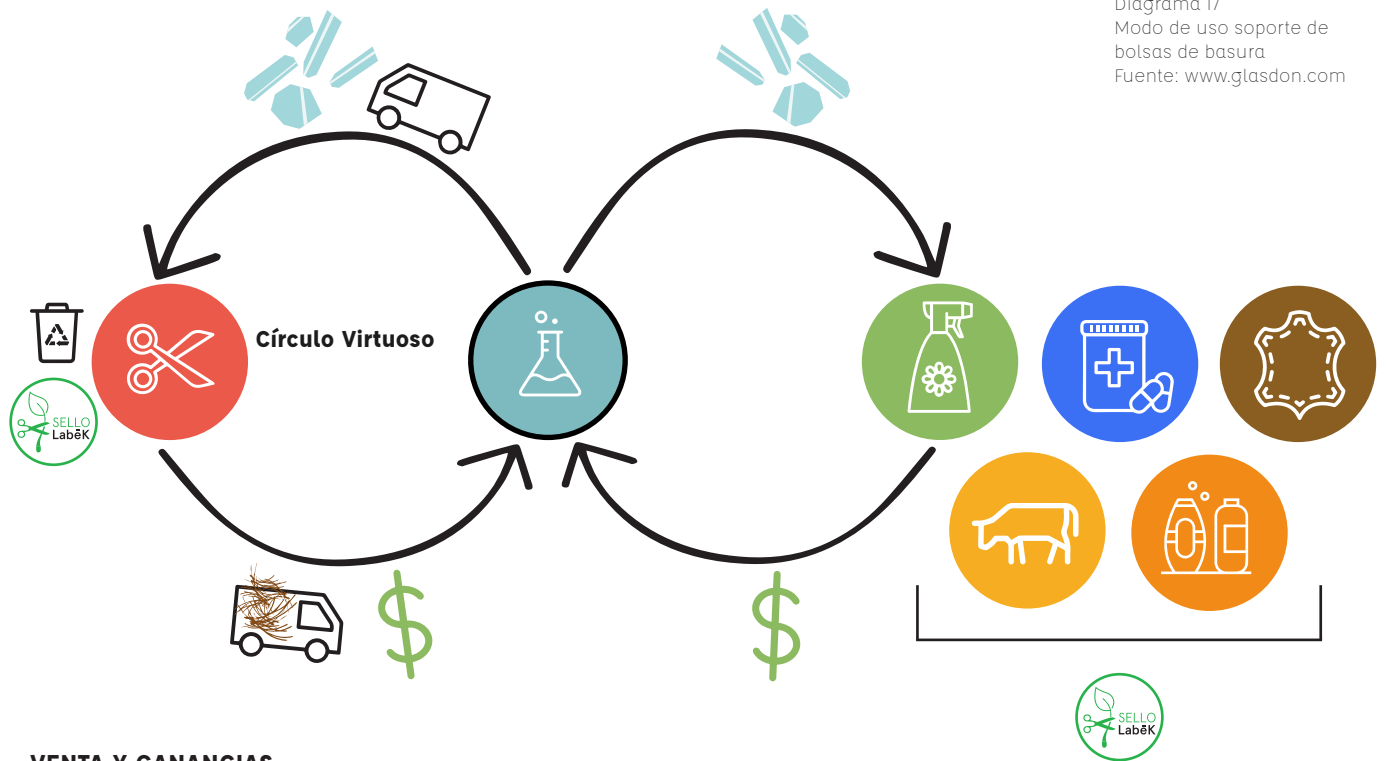 Diagrama 17
Modo de uso soporte de
bolsas de basura
Fuente: www.glasdon.com
Círculo Virtuoso
SELLO
LabēK
SELLO
LabēK
VENTA Y GANANCIAS